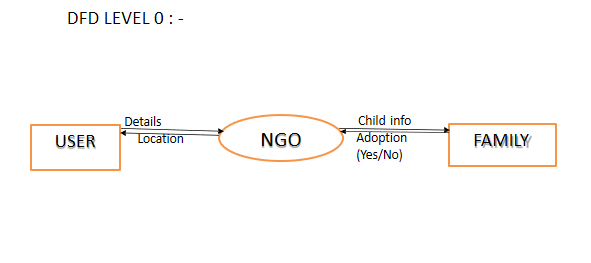 DFD LEVEL 0 : -
Details
Location
USER
NGO
Child info
Adoption
(Yes/No)
FAMILY